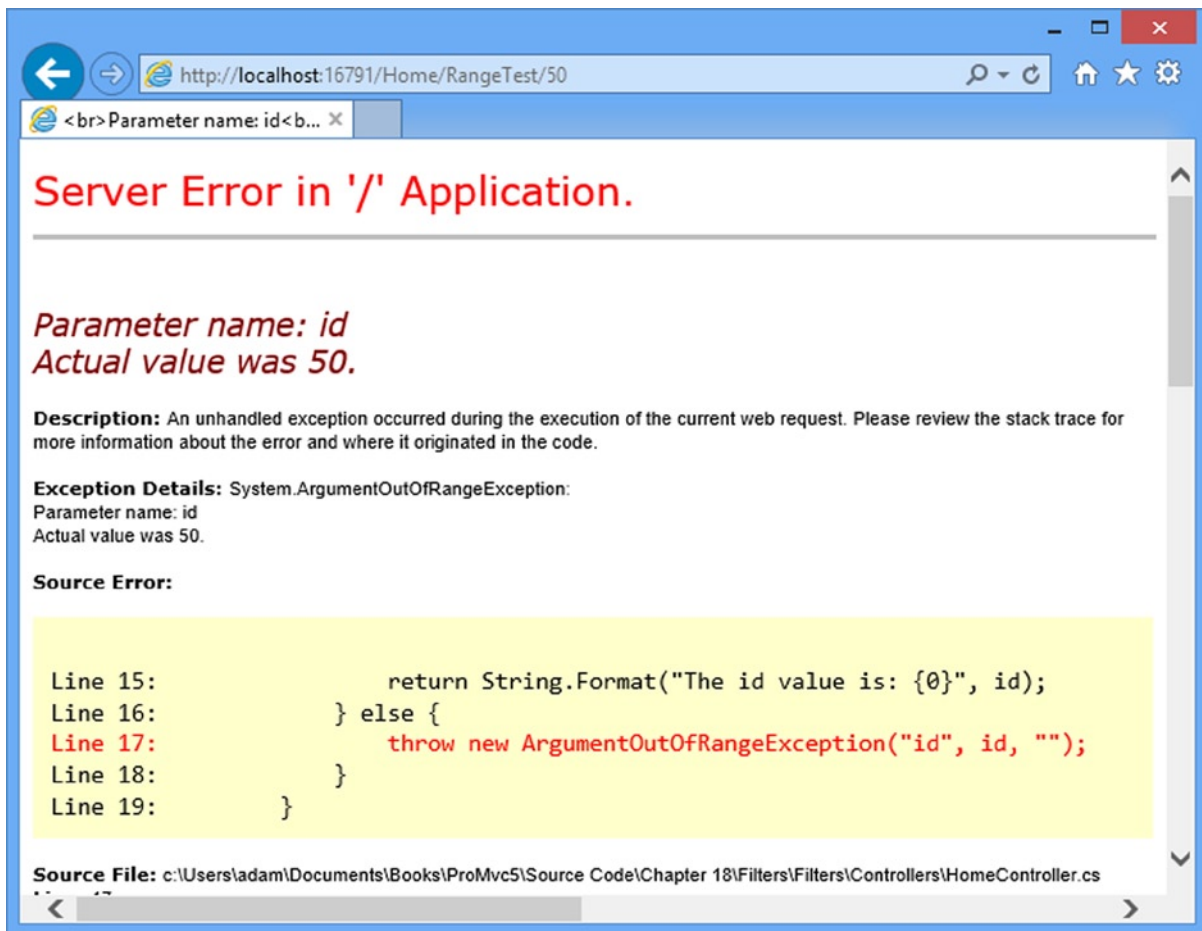 http://localhost:16791/Home/RangeTest/50
<br>Parameter name: id<b...
Server Error in '/' Application.
Parameter name: id
Actual value was 50.
Description: An unhandled exception occurred during the execution of the current web request. Please review the stack trace for
more information about the error and where it originated in the code.
Exception Details: System.ArgumentOutOfRangeException:
Parameter name: id
Actual value was 50.
Source Error:
Line 15:                return String.Format("The id value is: {0}", id);
Line 16:            } else {
Line 17:                throw new ArgumentOutOfRangeException("id", id, "");
Line 18:            }
Line 19:        }
Source File: c:\Users\adam\Documents\Books\ProMvc5\Source Code\Chapter 18\Filters\Filters\Controllers\HomeController.cs